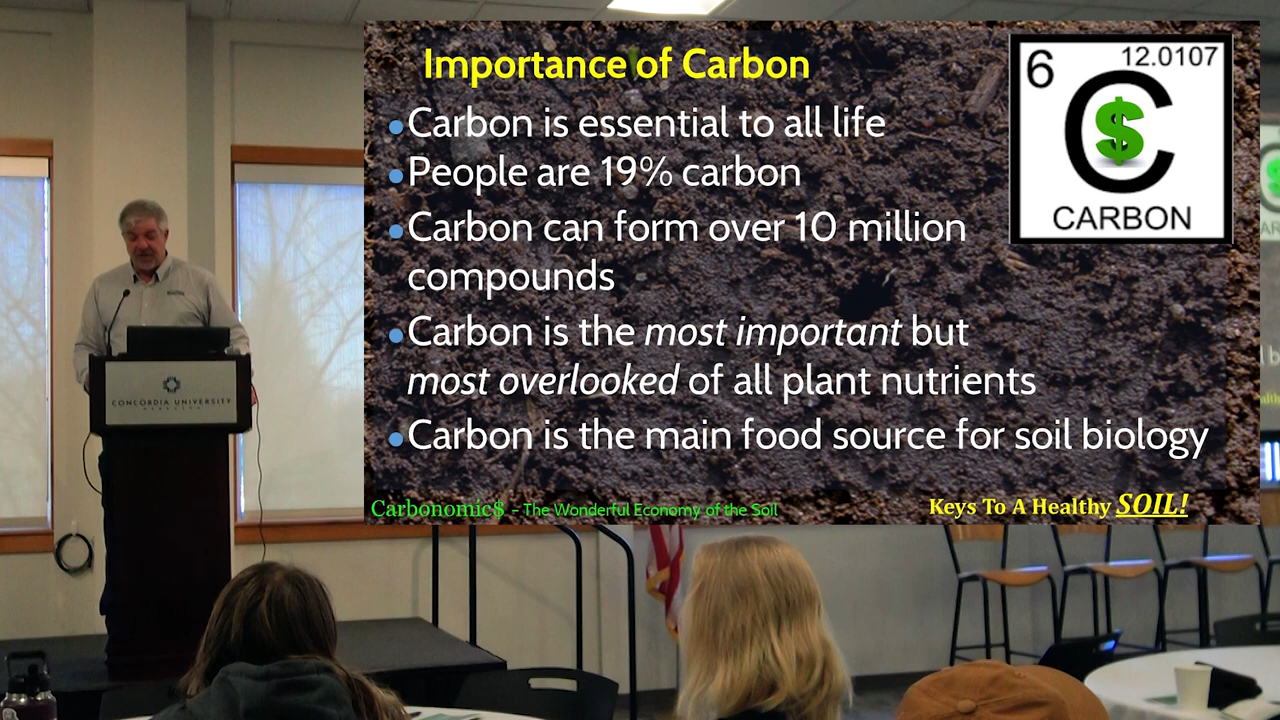 Importance of Carbon
6
12.0107
C
$
CARBON
•Carbon is essential to all life
•People are 19% carbon
•Carbon can form over 10 million
compounds
•Carbon is the most important but
most overlooked of all plant nutrients
•Carbon is the main food source for soil biology
Carbonomic$ - The Wonderful Economy of the Soil
Keys To A Healthy SOIL!
CONCORDIA UNIVERSITY
NEBRASKA